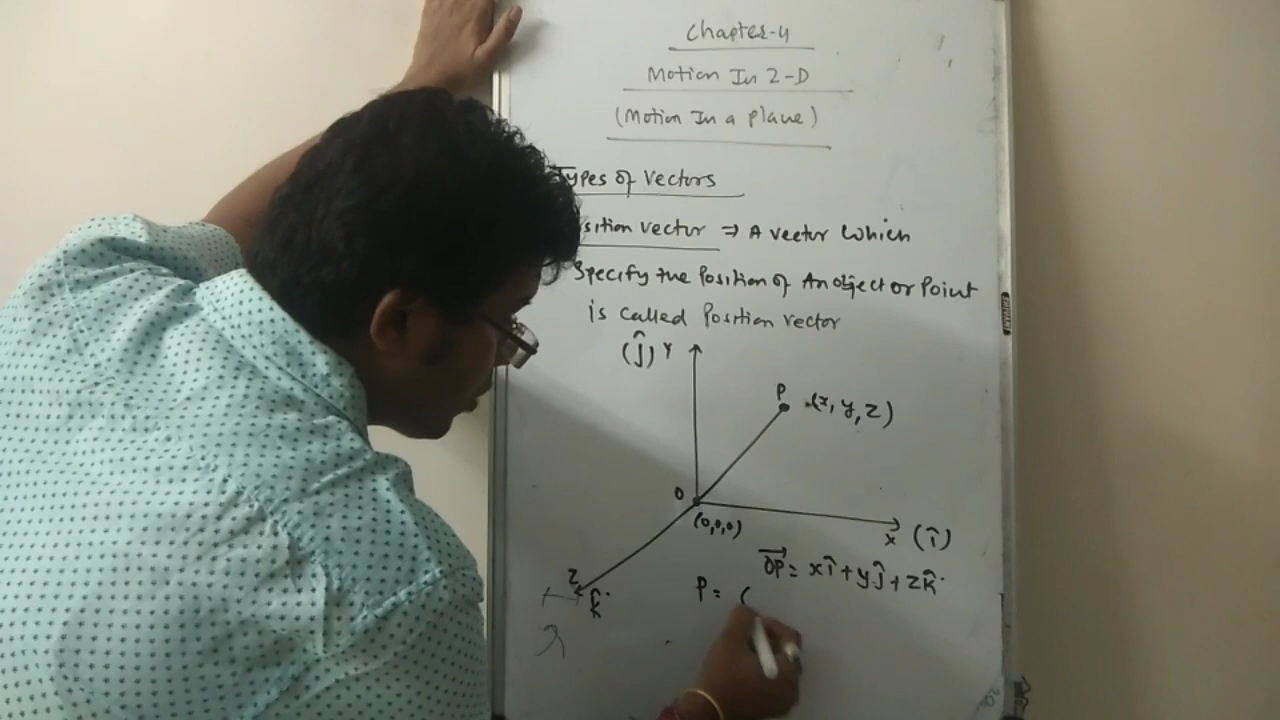 Chapter-4
Motion In 2-D
(Motion In a plane)
Types of Vectors
sition vector ⇒ A vector which
Specify the Position of An object or Point
is called Position vector
(ĵ) Y
P (x, y, z)
O
(0,0,0)
X (î)
Z
k̂
OP⃗ = xî + yĵ + zk̂
P = (